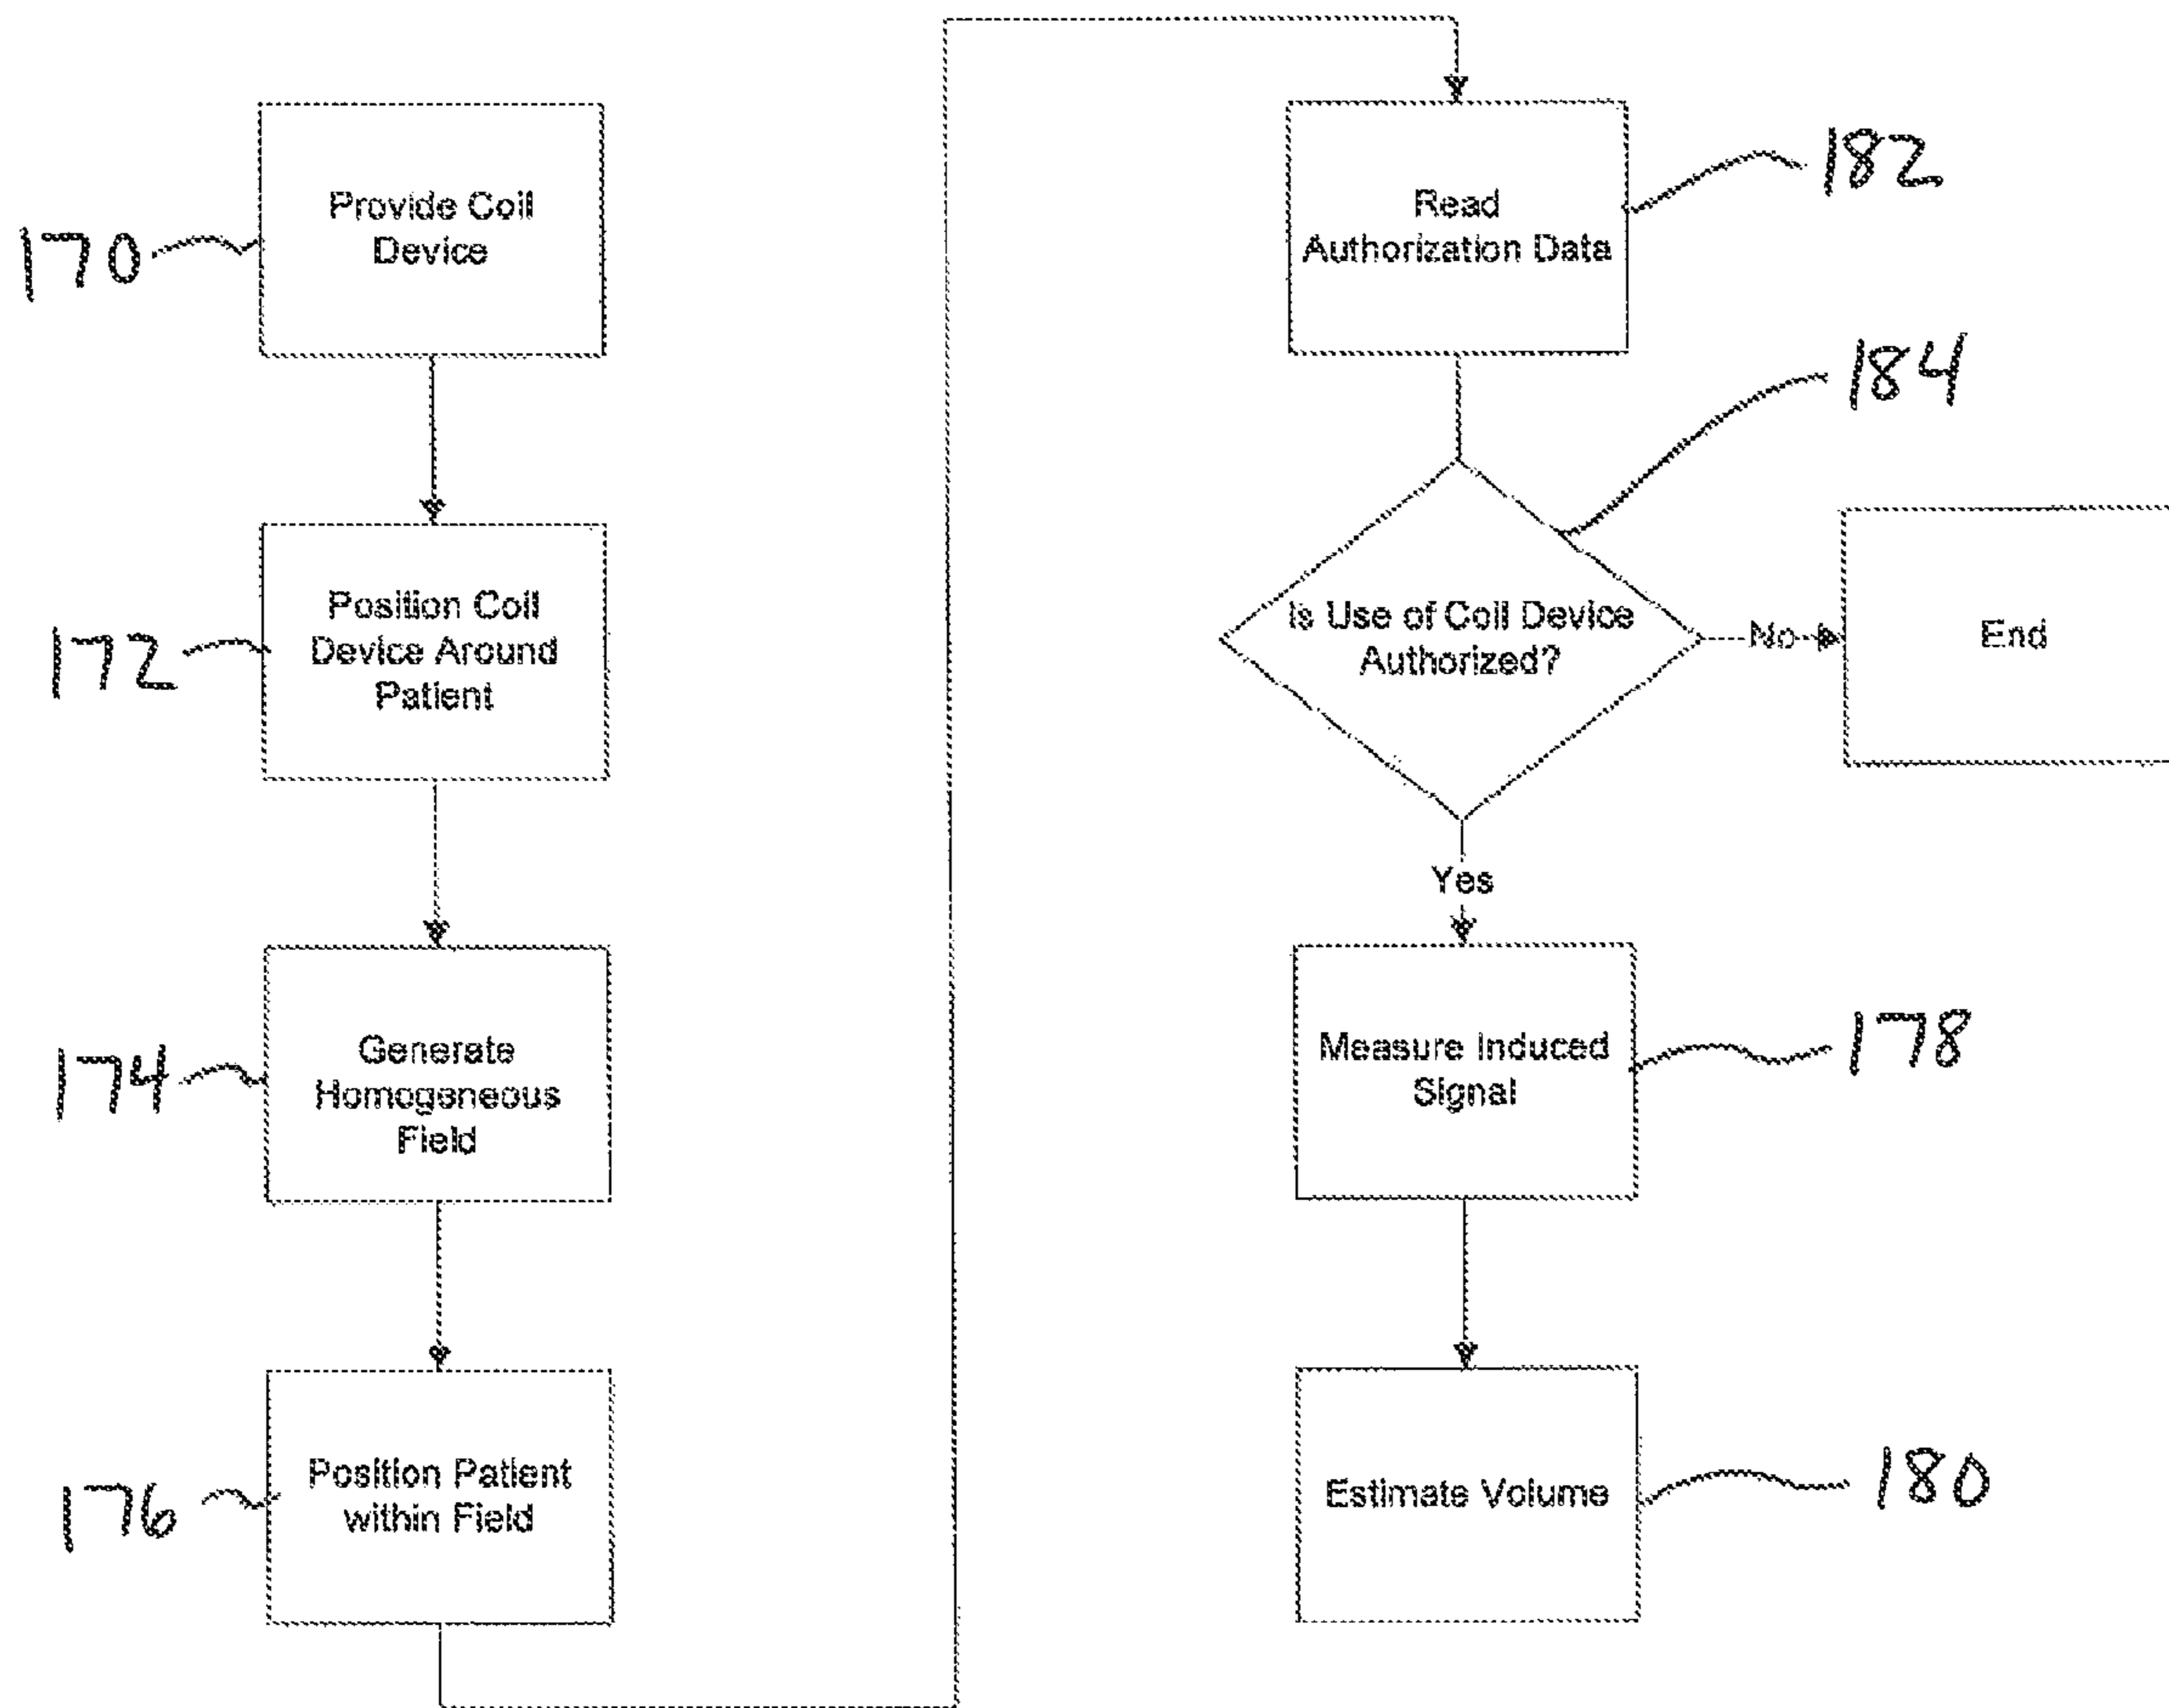 Provide Coil
Device
170
Position Coil
Device Around
Patient
172
Generate
Homogeneous
Field
174
Position Patient
within Field
176
Read
Authorization Data
182
184
Is Use of Coil Device
Authorized?
No
End
Yes
Measure Induced
Signal
178
Estimate Volume
180